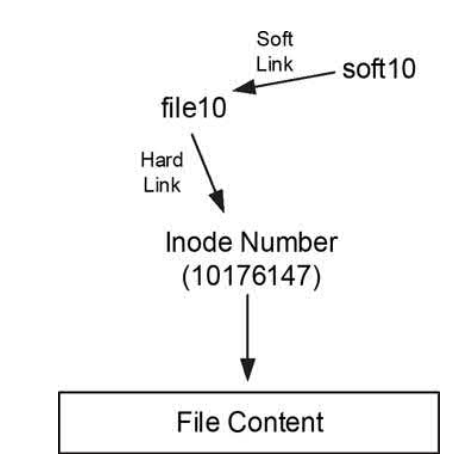 Soft
Link
soft10
file10
Hard
Link
Inode Number
(10176147)
File Content